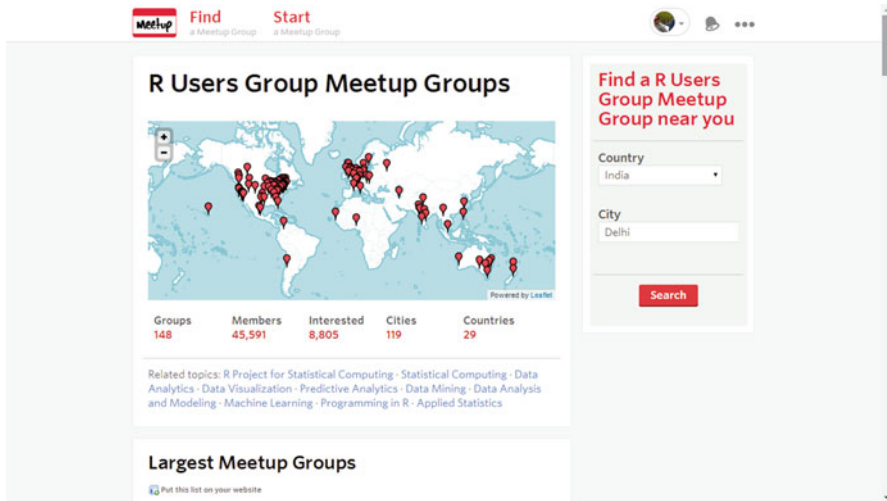 Meetup
Find
a Meetup Group
Start
a Meetup Group
R Users Group Meetup Groups
+
−
Powered by Leaflet
Groups
148
Members
45,591
Interested
8,805
Cities
119
Countries
29
Related topics: R Project for Statistical Computing · Statistical Computing · Data
Analytics · Data Visualization · Predictive Analytics · Data Mining · Data Analysis
and Modeling · Machine Learning · Programming in R · Applied Statistics
Largest Meetup Groups
Put this list on your website
Find a R Users
Group Meetup
Group near you
Country
India
City
Delhi
Search